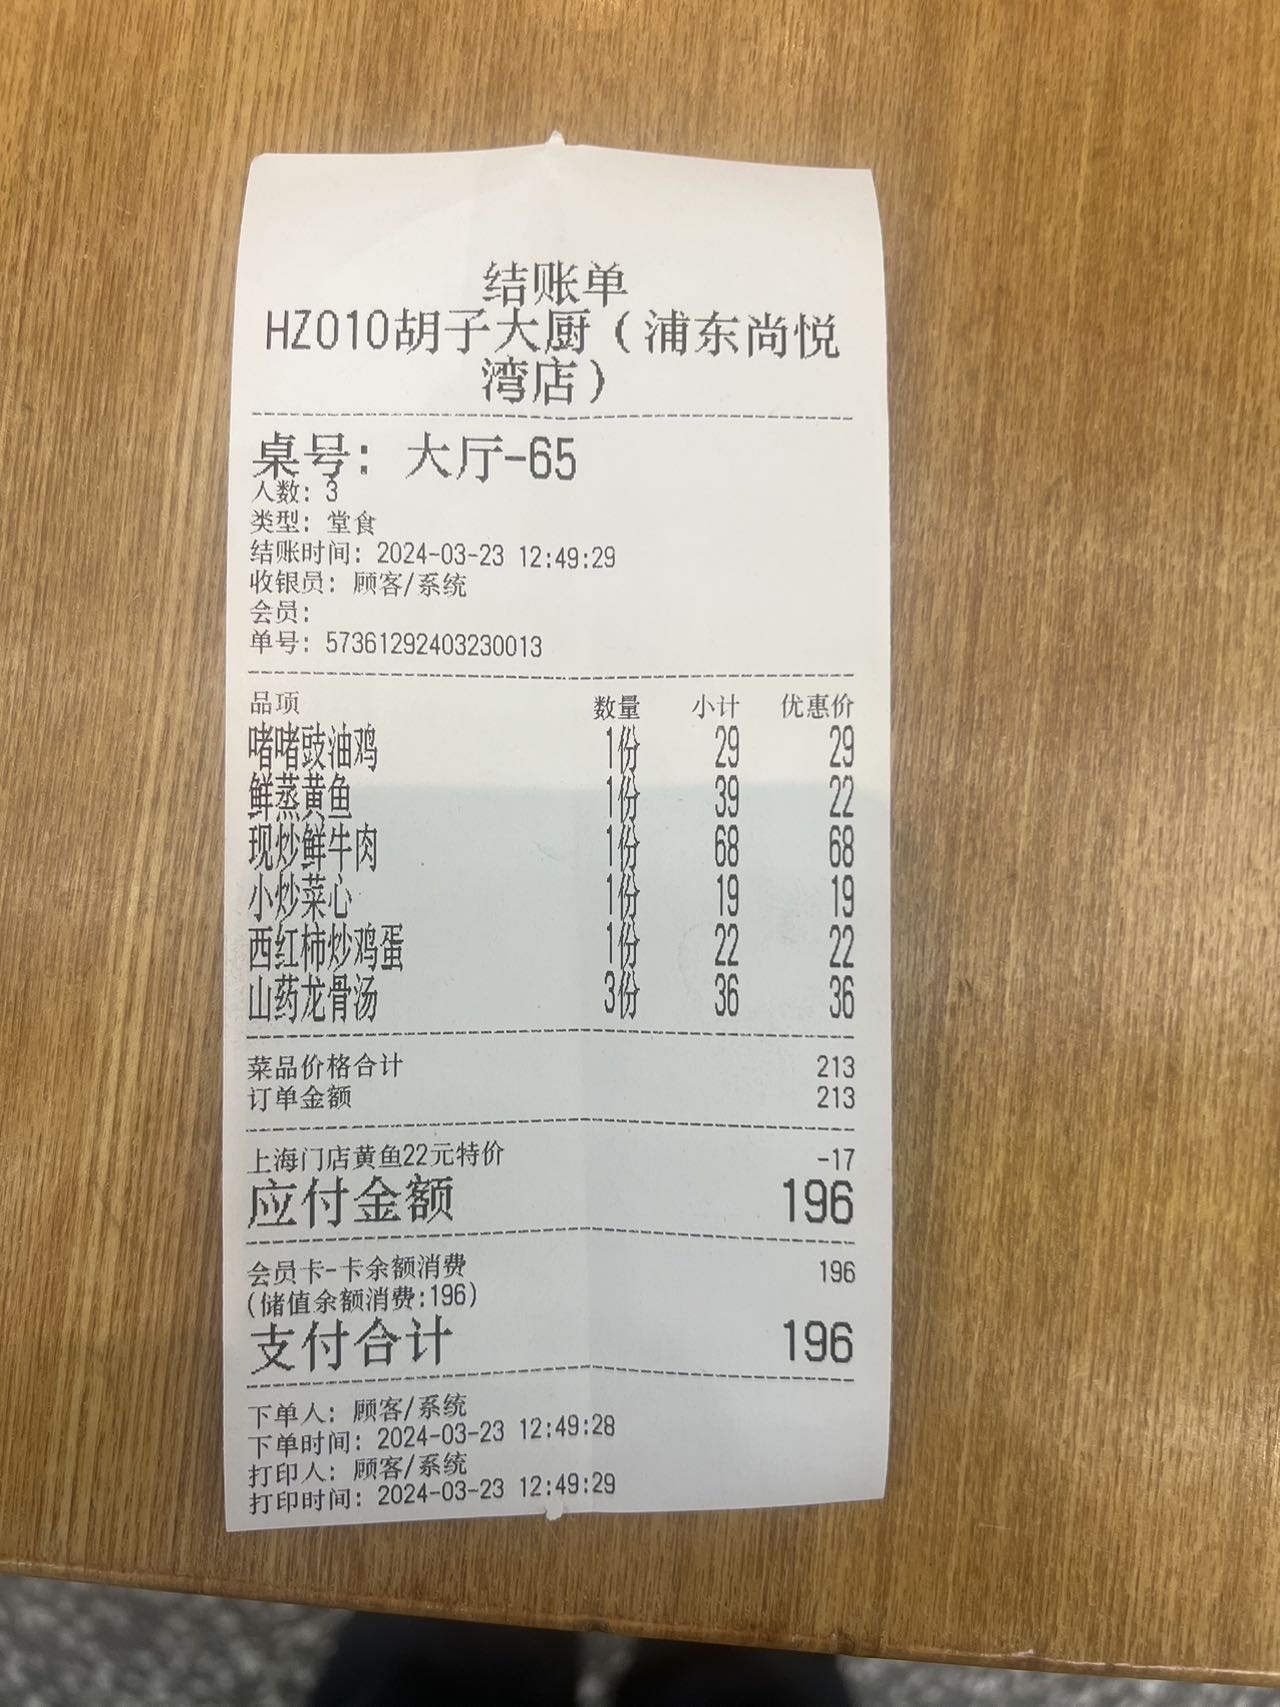 结账单
HZ010胡子大厨（浦东尚悦
湾店）
桌号：大厅-65
人数：3
类型：堂食
结账时间：2024-03-23 12:49:29
收银员：顾客/系统
会员：
单号：573612924032300​13
品项 数量 小计 优惠价
啫啫豉油鸡 1份 29 29
鲜蒸黄鱼 1份 39 22
现炒鲜牛肉 1份 68 68
小炒菜心 1份 19 19
西红柿炒鸡蛋 1份 22 22
山药龙骨汤 3份 36 36
菜品价格合计 213
订单金额 213
上海门店黄鱼22元特价 -17
应付金额 196
会员卡-卡余额消费 196
(储值余额消费:196)
支付合计 196
下单人：顾客/系统
下单时间：2024-03-23 12:49:28
打印人：顾客/系统
打印时间：2024-03-23 12:49:29